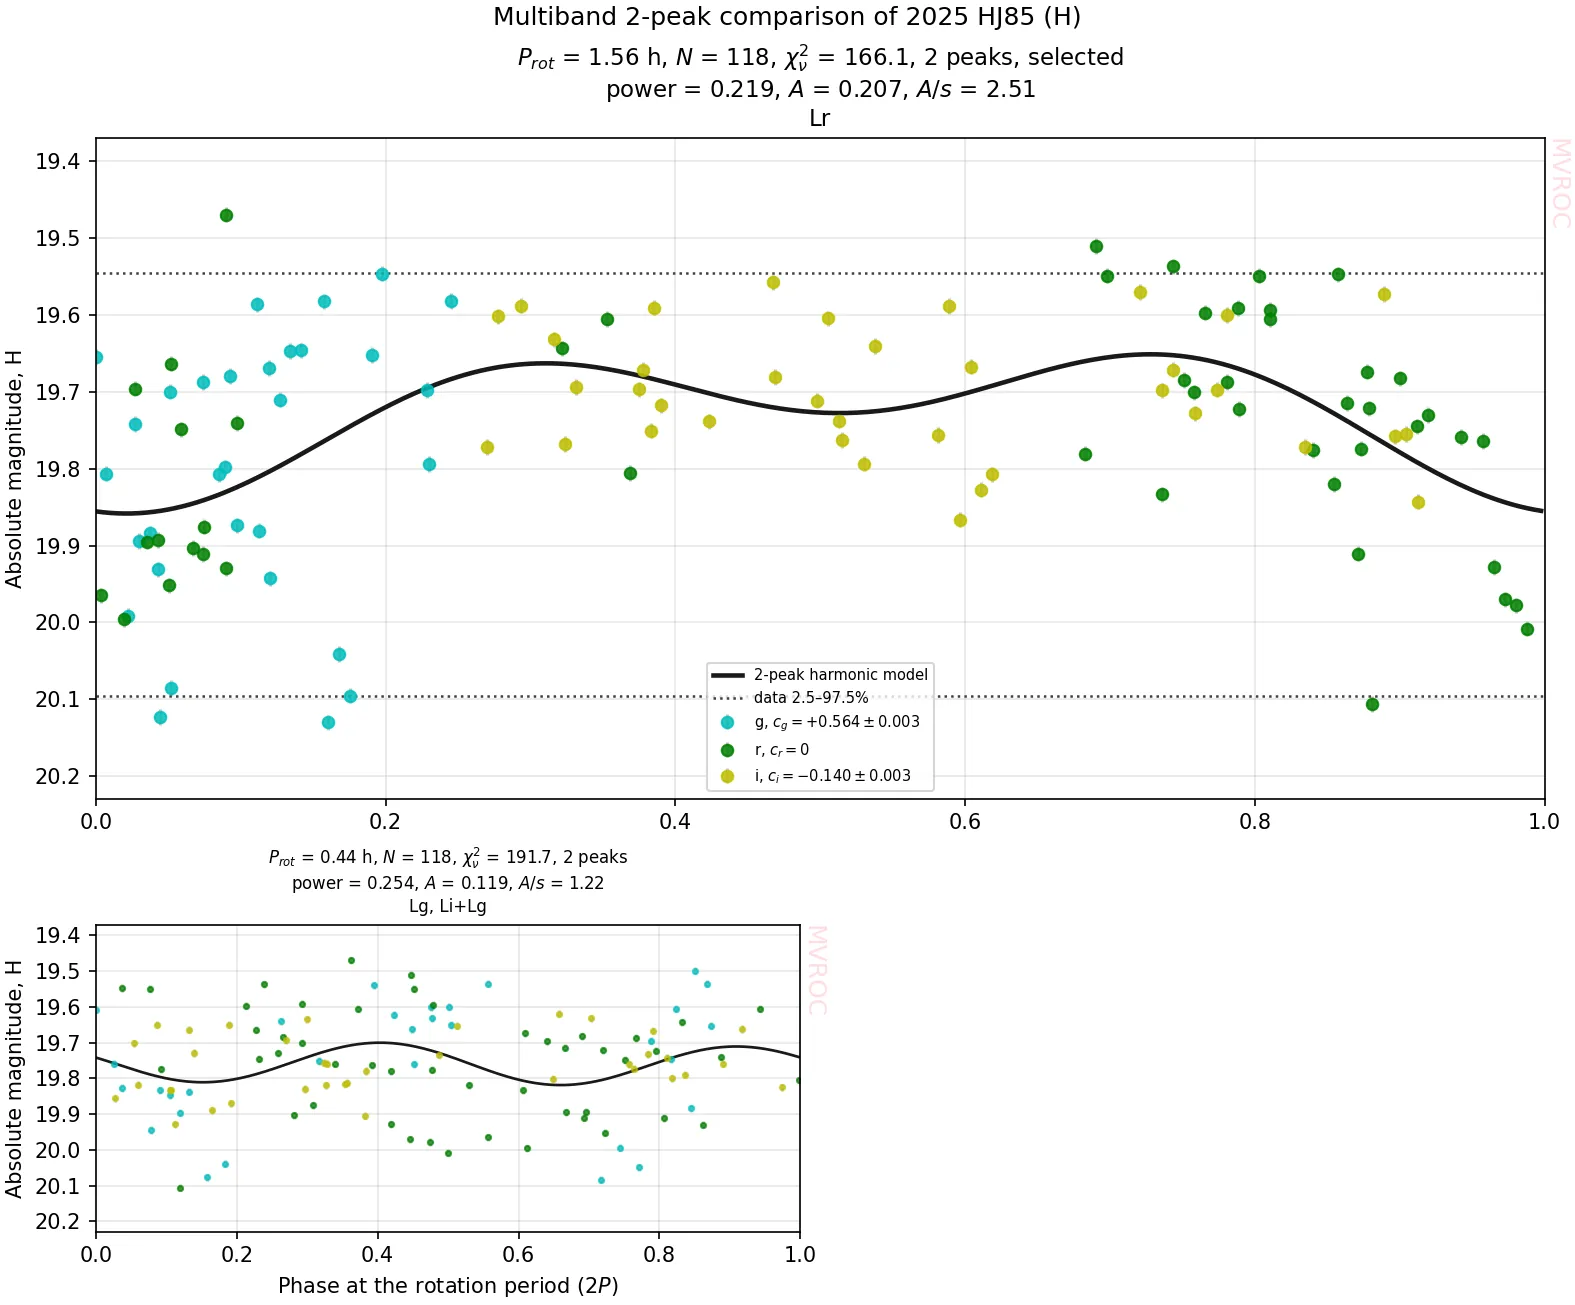 Multiband 2-peak comparison of 2025 HJ85 (H)
P_rot = 1.56 h, N = 118, χ²_ν = 166.1, 2 peaks, selected
power = 0.219, A = 0.207, A/s = 2.51
Lr
MVROC
Absolute magnitude, H
19.4
19.5
19.6
19.7
19.8
19.9
20.0
20.1
20.2
2-peak harmonic model
data 2.5–97.5%
g, c_g = +0.564 ± 0.003
r, c_r = 0
i, c_i = −0.140 ± 0.003
0.0 0.2 0.4 0.6 0.8 1.0
P_rot = 0.44 h, N = 118, χ²_ν = 191.7, 2 peaks
power = 0.254, A = 0.119, A/s = 1.22
Lg, Li+Lg
MVROC
Absolute magnitude, H
19.4
19.5
19.6
19.7
19.8
19.9
20.0
20.1
20.2
0.0 0.2 0.4 0.6 0.8 1.0
Phase at the rotation period (2P)